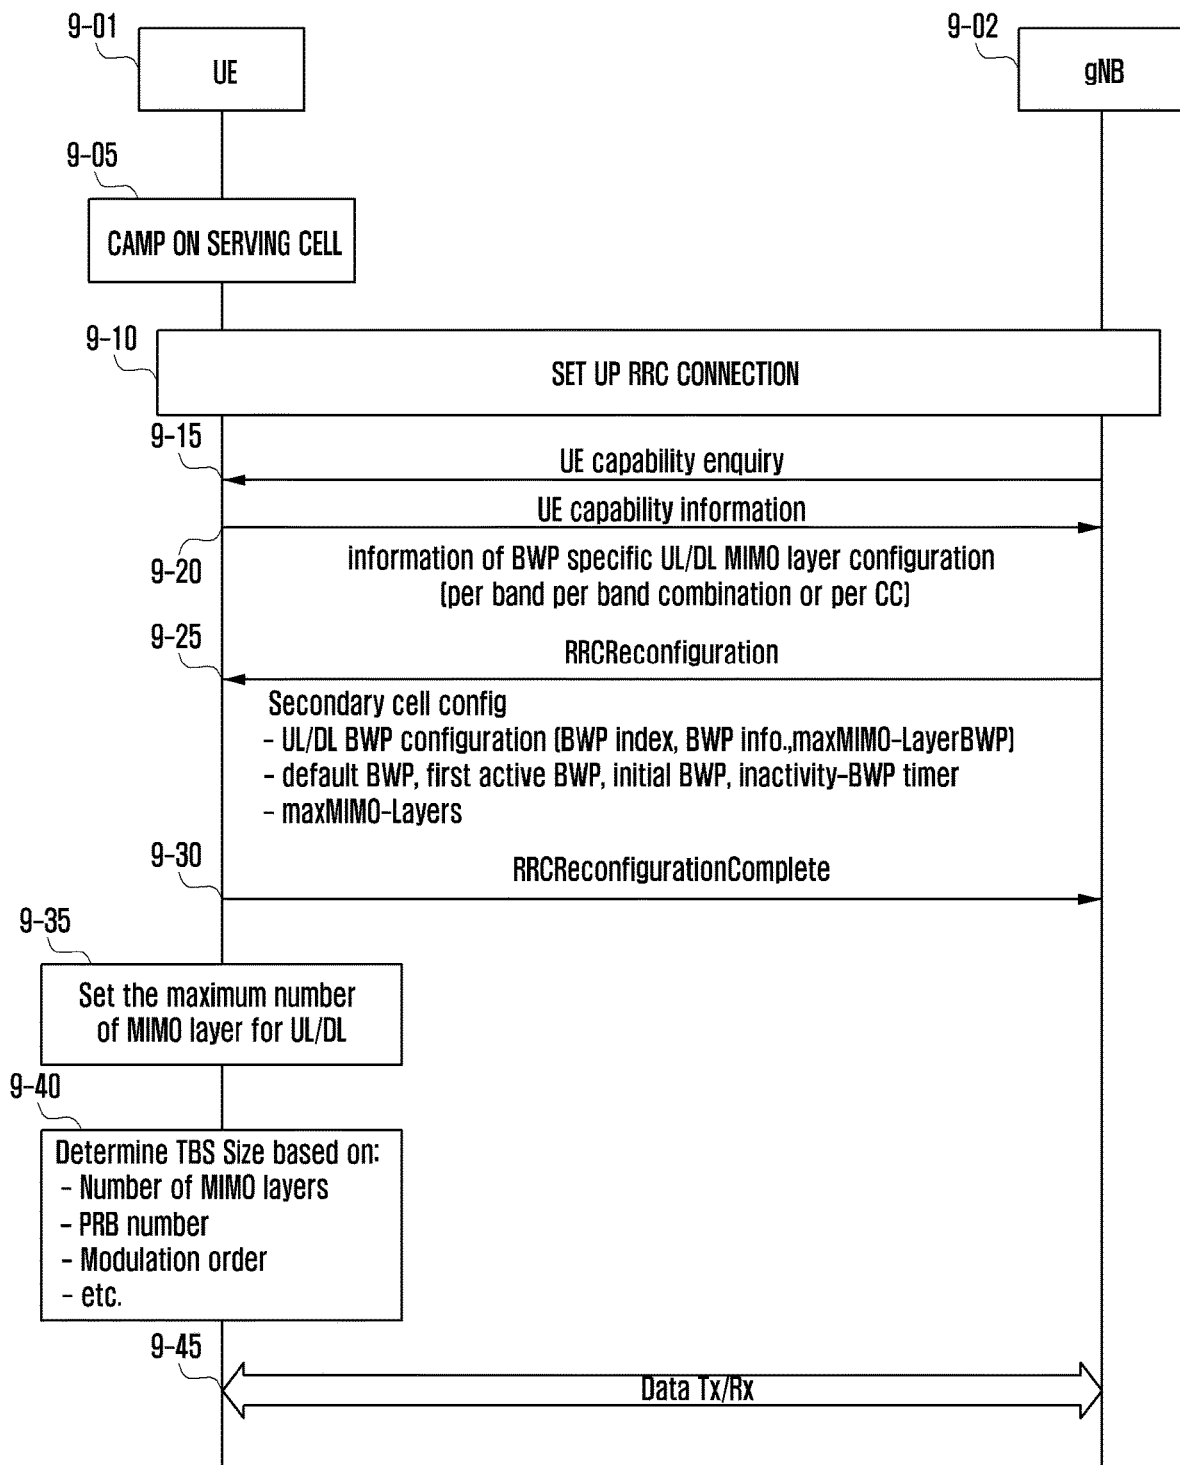 9-01
9-02
UE
gNB
9-05
CAMP ON SERVING CELL
9-10
SET UP RRC CONNECTION
9-15
UE capability enquiry
UE capability information
9-20
information of BWP specific UL/DL MIMO layer configuration
(per band per band combination or per CC)
9-25
RRCReconfiguration
Secondary cell config
- UL/DL BWP configuration (BWP index, BWP info.,maxMIMO-LayerBWP)
- default BWP, first active BWP, initial BWP, inactivity-BWP timer
- maxMIMO-Layers
9-30
RRCReconfigurationComplete
9-35
Set the maximum number
of MIMO layer for UL/DL
9-40
Determine TBS Size based on:
- Number of MIMO layers
- PRB number
- Modulation order
- etc.
9-45
Data Tx/Rx